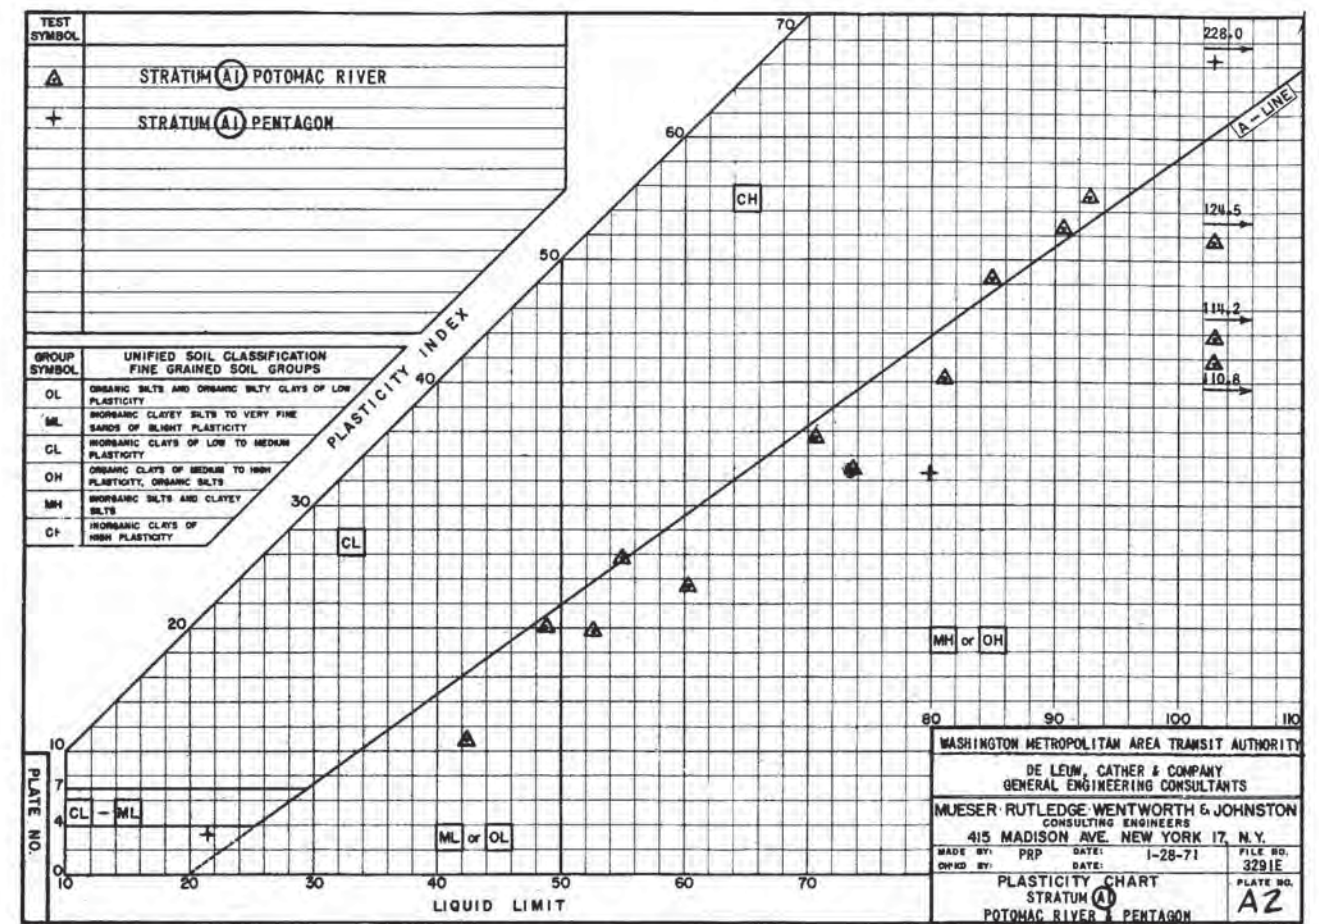 TEST
SYMBOL
STRATUM A1 POTOMAC RIVER
+ STRATUM A1 PENTAGON
GROUP
SYMBOL
UNIFIED SOIL CLASSIFICATION
FINE GRAINED SOIL GROUPS
OL ORGANIC SILTS AND ORGANIC SILTY CLAYS OF LOW
PLASTICITY
ML INORGANIC CLAYEY SILTS TO VERY FINE
SANDS OF SLIGHT PLASTICITY
CL INORGANIC CLAYS OF LOW TO MEDIUM
PLASTICITY
OH ORGANIC CLAYS OF MEDIUM TO HIGH
PLASTICITY, ORGANIC SILTS
MH INORGANIC SILTS AND CLAYEY
SILTS
CH INORGANIC CLAYS OF
HIGH PLASTICITY
PLASTICITY INDEX
70
60
50
40
30
20
10
7
4
0
228.0
A-LINE
124.5
114.2
110.8
CH
CL
MH or OH
CL - ML
ML or OL
10 20 30 40 50 60 70
80 90 100 110
LIQUID LIMIT
PLATE NO.
WASHINGTON METROPOLITAN AREA TRANSIT AUTHORITY
DE LEUW, CATHER & COMPANY
GENERAL ENGINEERING CONSULTANTS
MUESER·RUTLEDGE·WENTWORTH & JOHNSTON
CONSULTING ENGINEERS
415 MADISON AVE. NEW YORK 17, N.Y.
MADE BY: PRP DATE: 1-28-71
CH'KD BY: DATE:
FILE NO.
3291E
PLASTICITY CHART
STRATUM A1
POTOMAC RIVER & PENTAGON
PLATE NO.
A2